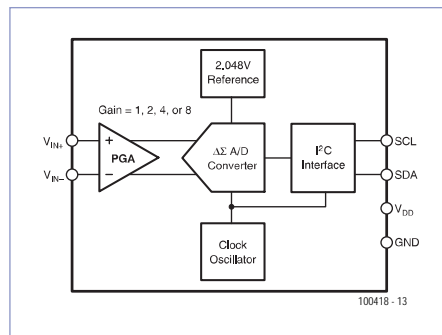 2.048V
Reference
Gain = 1, 2, 4, or 8
VIN+
+
PGA
VIN–
–
ΔΣ A/D
Converter
I²C
Interface
SCL
SDA
VDD
GND
Clock
Oscillator
100418 - 13